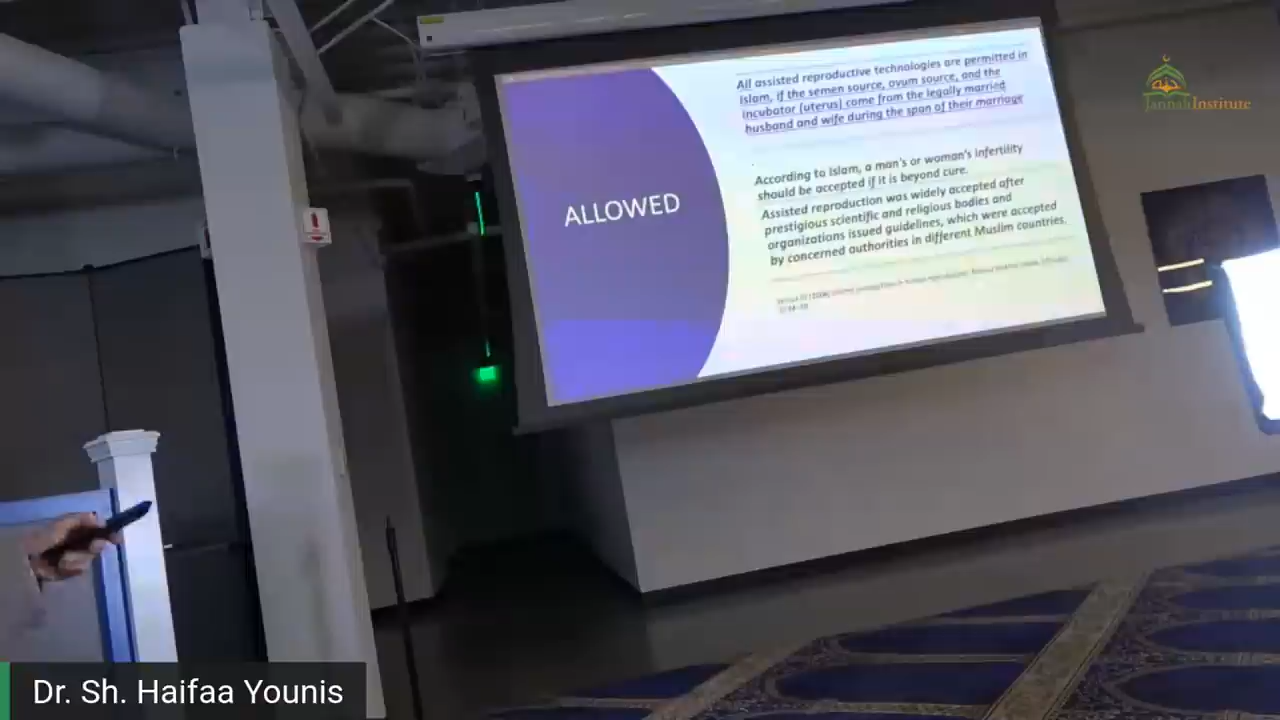 All assisted reproductive technologies are permitted in
Islam, if the semen source, ovum source, and the
incubator (uterus) come from the legally married
husband and wife during the span of their marriage
ALLOWED
According to Islam, a man's or woman's infertility
should be accepted if it is beyond cure.
Assisted reproduction was widely accepted after
prestigious scientific and religious bodies and
organizations issued guidelines, which were accepted
by concerned authorities in different Muslim countries.
Jannah Institute
Dr. Sh. Haifaa Younis